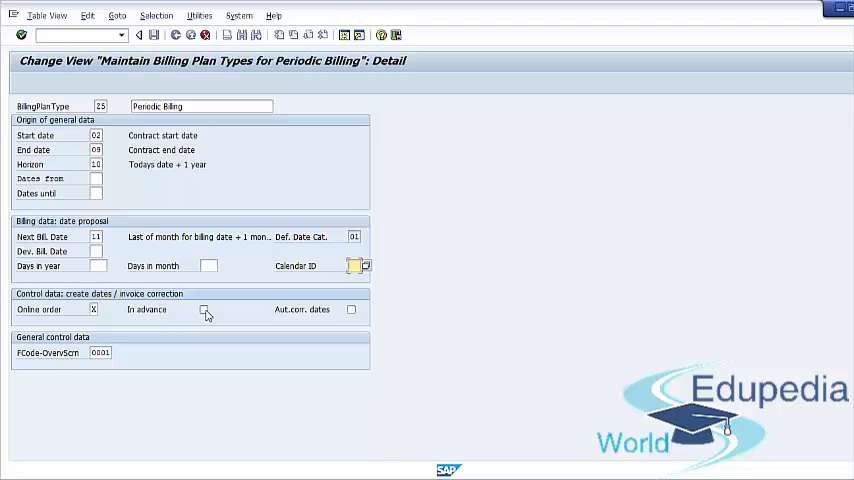 Table View Edit Goto Selection Utilities System Help
Change View "Maintain Billing Plan Types for Periodic Billing": Detail
BillingPlanType Z5 Periodic Billing
Origin of general data
Start date 02 Contract start date
End date 09 Contract end date
Horizon 10 Todays date + 1 year
Dates from
Dates until
Billing data: date proposal
Next Bill. Date 11 Last of month for billing date + 1 mon... Def. Date Cat. 01
Dev. Bill. Date
Days in year Days in month Calendar ID
Control data: create dates / invoice correction
Online order X In advance Aut.corr. dates
General control data
FCode-OvervScrn 0001
Edupedia
World
SAP